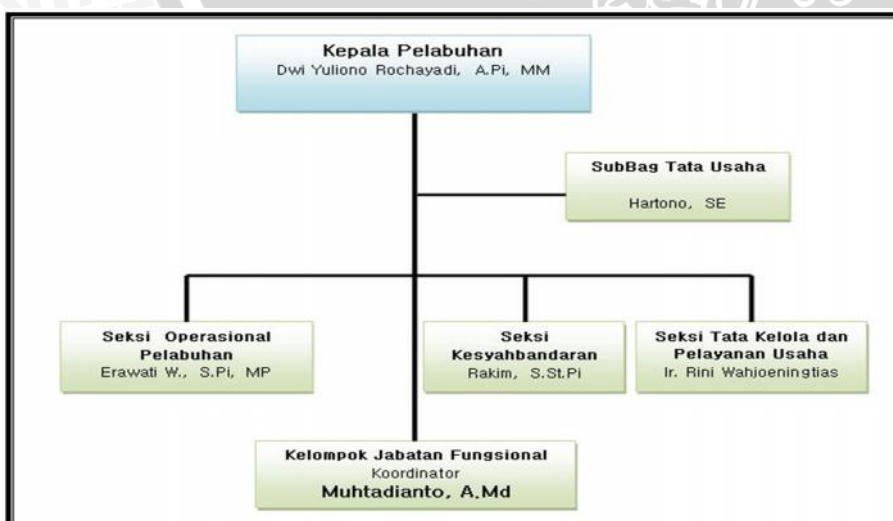 Kepala Pelabuhan
Dwi Yuliono Rochayadi, A.Pi, MM
SubBag Tata Usaha
Hartono, SE
Seksi Operasional
Pelabuhan
Erawati W., S.Pi, MP
Seksi
Kesyahbandaran
Rakim, S.St.Pi
Seksi Tata Kelola dan
Pelayanan Usaha
Ir. Rini Wahjoeningtias
Kelompok Jabatan Fungsional
Koordinator
Muhtadianto, A.Md